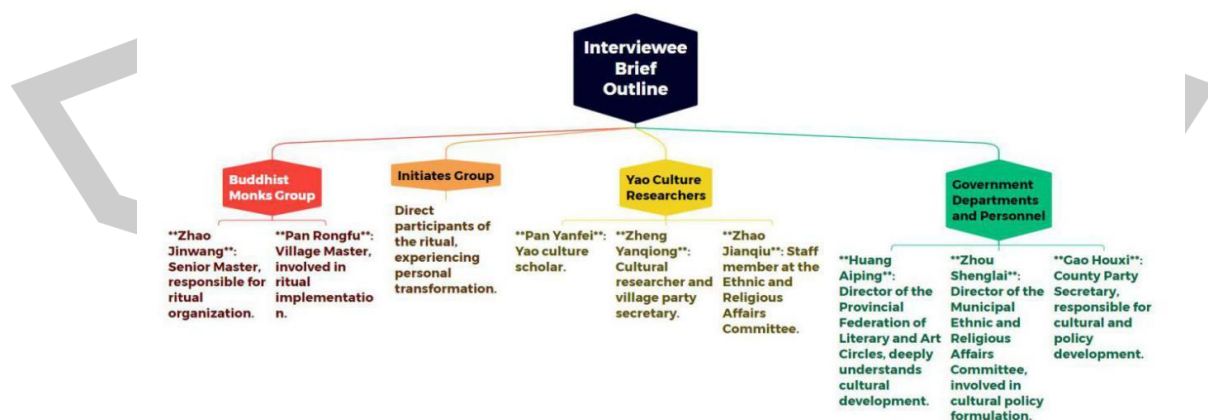 Interviewee
Brief
Outline
Buddhist
Monks Group
**Zhao
Jinwang**:
Senior Master,
responsible for
ritual
organization.
**Pan Rongfu**:
Village Master,
involved in
ritual
implementatio
n.
Initiates Group
Direct
participants of
the ritual,
experiencing
personal
transformation.
Yao Culture
Researchers
**Pan Yanfei**:
Yao culture
scholar.
**Zheng
Yanqiong**:
Cultural
researcher and
village party
secretary.
**Zhao
Jianqiu**: Staff
member at the
Ethnic and
Religious
Affairs
Committee.
Government
Departments
and Personnel
**Huang
Aiping**:
Director of the
Provincial
Federation of
Literary and Art
Circles, deeply
understands
cultural
development.
**Zhou
Shenglai**:
Director of the
Municipal
Ethnic and
Religious
Affairs
Committee,
involved in
cultural policy
formulation.
**Gao Houxi**:
County Party
Secretary,
responsible for
cultural and
policy
development.